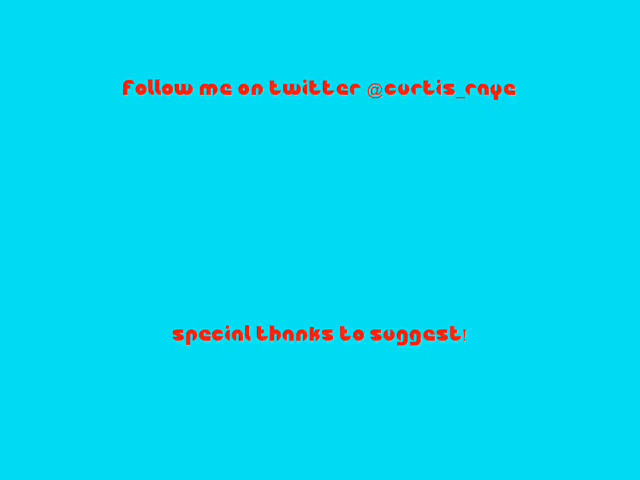 Follow me on twitter @curtis_raye
special thanks to suggest!